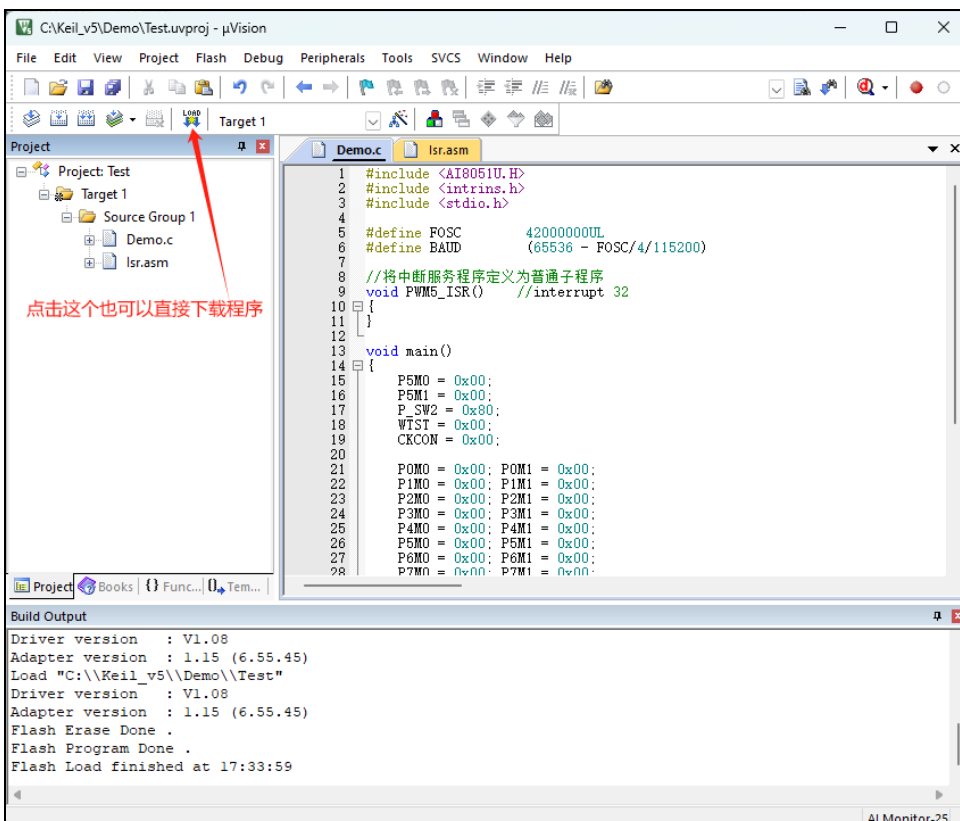 C:\Keil_v5\Demo\Test.uvproj - µVision
File Edit View Project Flash Debug Peripherals Tools SVCS Window Help
LOAD
Target 1
Project
Demo.c Isr.asm
Project: Test
Target 1
Source Group 1
Demo.c
Isr.asm
点击这个也可以直接下载程序
1 #include <AI8051U.H>
2 #include <intrins.h>
3 #include <stdio.h>
4
5 #define FOSC 42000000UL
6 #define BAUD (65536 - FOSC/4/115200)
7
8 //将中断服务程序定义为普通子程序
9 void PWM5_ISR() //interrupt 32
10 {
11 }
12
13 void main()
14 {
15 P5M0 = 0x00;
16 P5M1 = 0x00;
17 P_SW2 = 0x80;
18 WTST = 0x00;
19 CKCON = 0x00;
20
21 P0M0 = 0x00; P0M1 = 0x00;
22 P1M0 = 0x00; P1M1 = 0x00;
23 P2M0 = 0x00; P2M1 = 0x00;
24 P3M0 = 0x00; P3M1 = 0x00;
25 P4M0 = 0x00; P4M1 = 0x00;
26 P5M0 = 0x00; P5M1 = 0x00;
27 P6M0 = 0x00; P6M1 = 0x00;
28 P7M0 = 0x00; P7M1 = 0x00;
Project Books {} Func... 0 Tem...
Build Output
Driver version : V1.08
Adapter version : 1.15 (6.55.45)
Load "C:\\Keil_v5\\Demo\\Test"
Driver version : V1.08
Adapter version : 1.15 (6.55.45)
Flash Erase Done .
Flash Program Done .
Flash Load finished at 17:33:59
AI Monitor-25